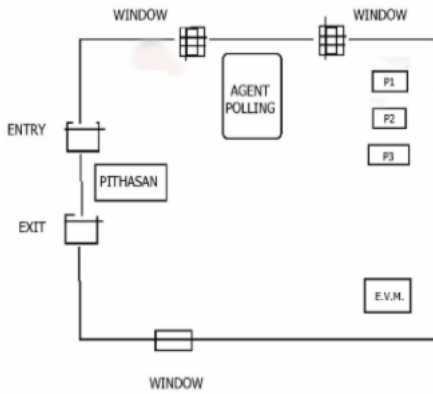 WINDOW
WINDOW
AGENT
POLLING
P1
P2
P3
ENTRY
PITHASAN
EXIT
E.V.M.
WINDOW